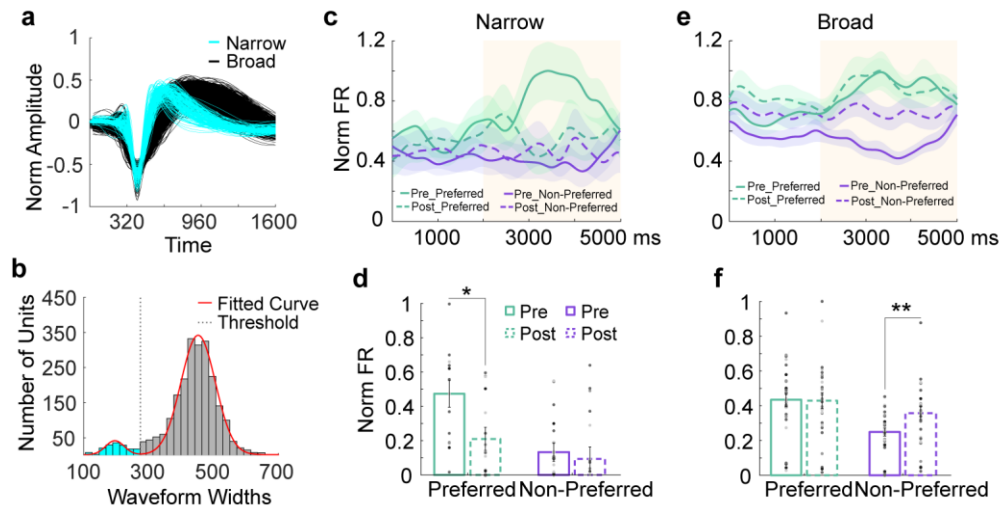 a
Narrow
Broad
Norm Amplitude
1
0.5
0
-0.5
-1
320 960 1600
Time
b
Fitted Curve
Threshold
Number of Units
450
350
250
150
50
100 300 500 700
Waveform Widths
c
Narrow
Norm FR
1.2
0.8
0.4
0
Pre_Preferred Pre_Non-Preferred
Post_Preferred Post_Non-Preferred
1000 3000 5000 ms
d
*
Pre Pre
Post Post
Norm FR
1
0.8
0.6
0.4
0.2
0
Preferred Non-Preferred
e
Broad
1.2
0.8
0.4
0
Pre_Preferred Pre_Non-Preferred
Post_Preferred Post_Non-Preferred
1000 3000 5000 ms
f
**
1
0.8
0.6
0.4
0.2
0
Preferred Non-Preferred